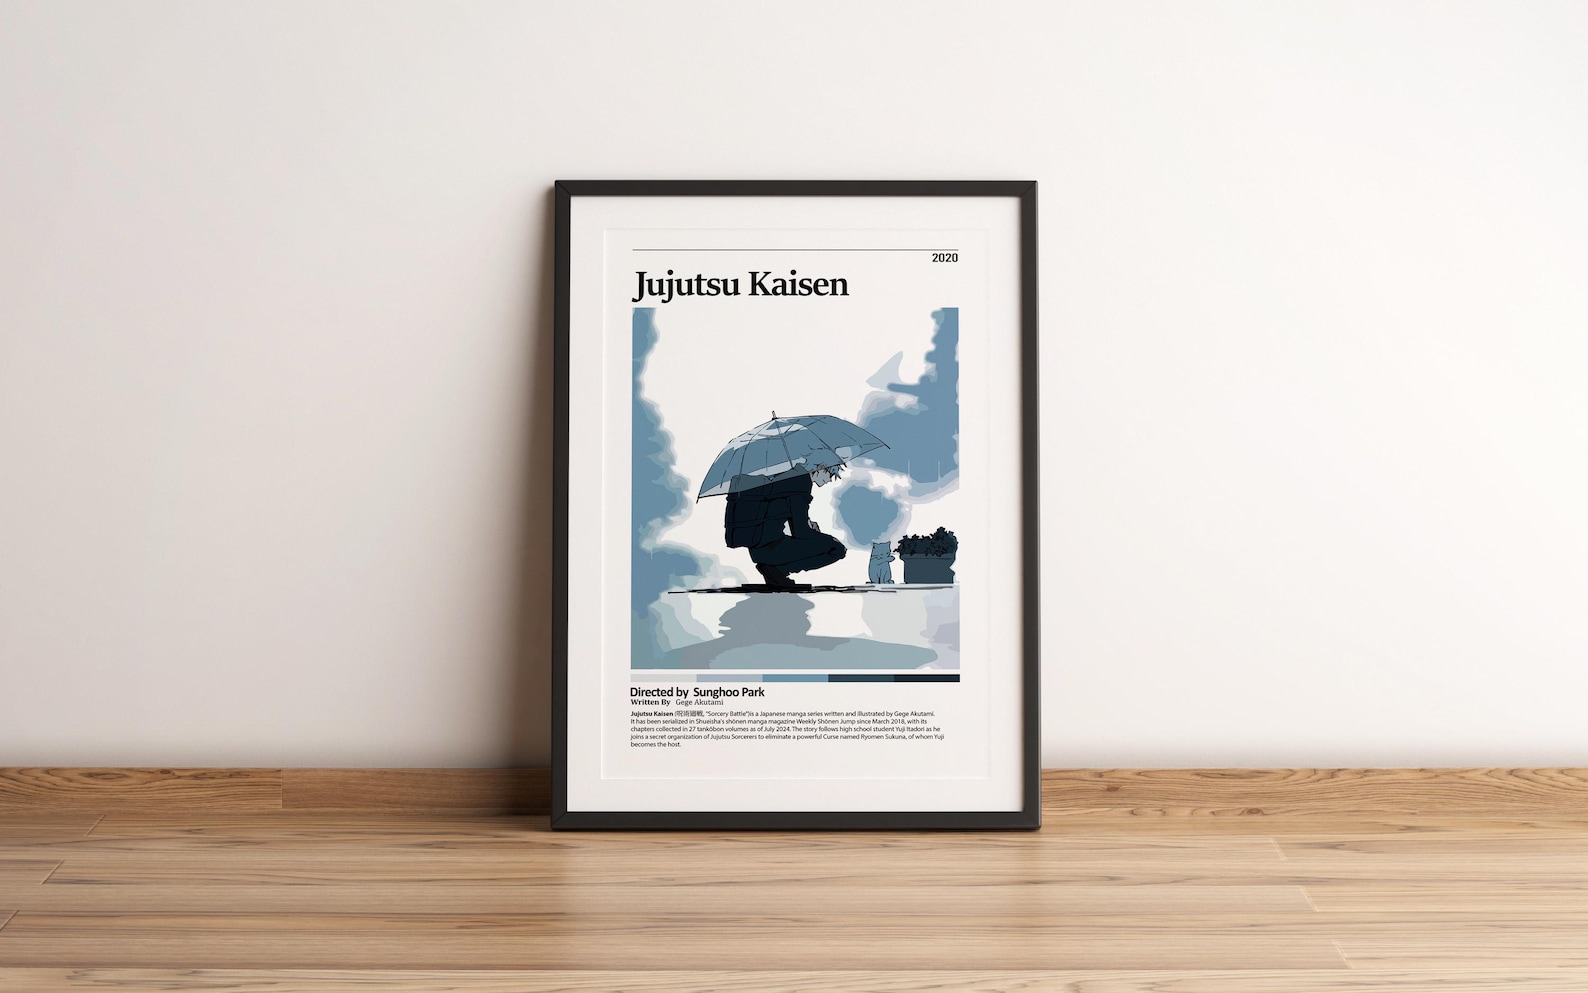 2020
Jujutsu Kaisen
Directed by Sunghoo Park
Written By Gege Akutami
Jujutsu Kaisen (呪術廻戦, "Sorcery Battle")is a Japanese manga series written and illustrated by Gege Akutami.
It has been serialized in Shueisha's shōnen manga magazine Weekly Shōnen Jump since March 2018, with its
chapters collected in 27 tankōbon volumes as of July 2024. The story follows high school student Yuji Itadori as he
joins a secret organization of Jujutsu Sorcerers to eliminate a powerful Curse named Ryomen Sukuna, of whom Yuji
becomes the host.